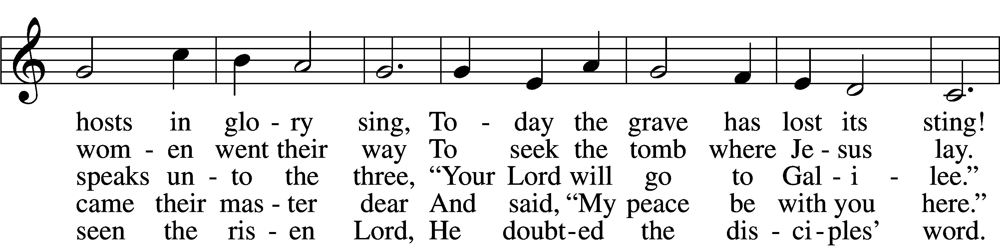 hosts in glo - ry sing, To - day the grave has lost its sting!
wom - en went their way To seek the tomb where Je - sus lay.
speaks un - to the three, “Your Lord will go to Gal - i - lee.”
came their mas - ter dear And said, “My peace be with you here.”
seen the ris - en Lord, He doubt - ed the dis - ci - ples’ word.